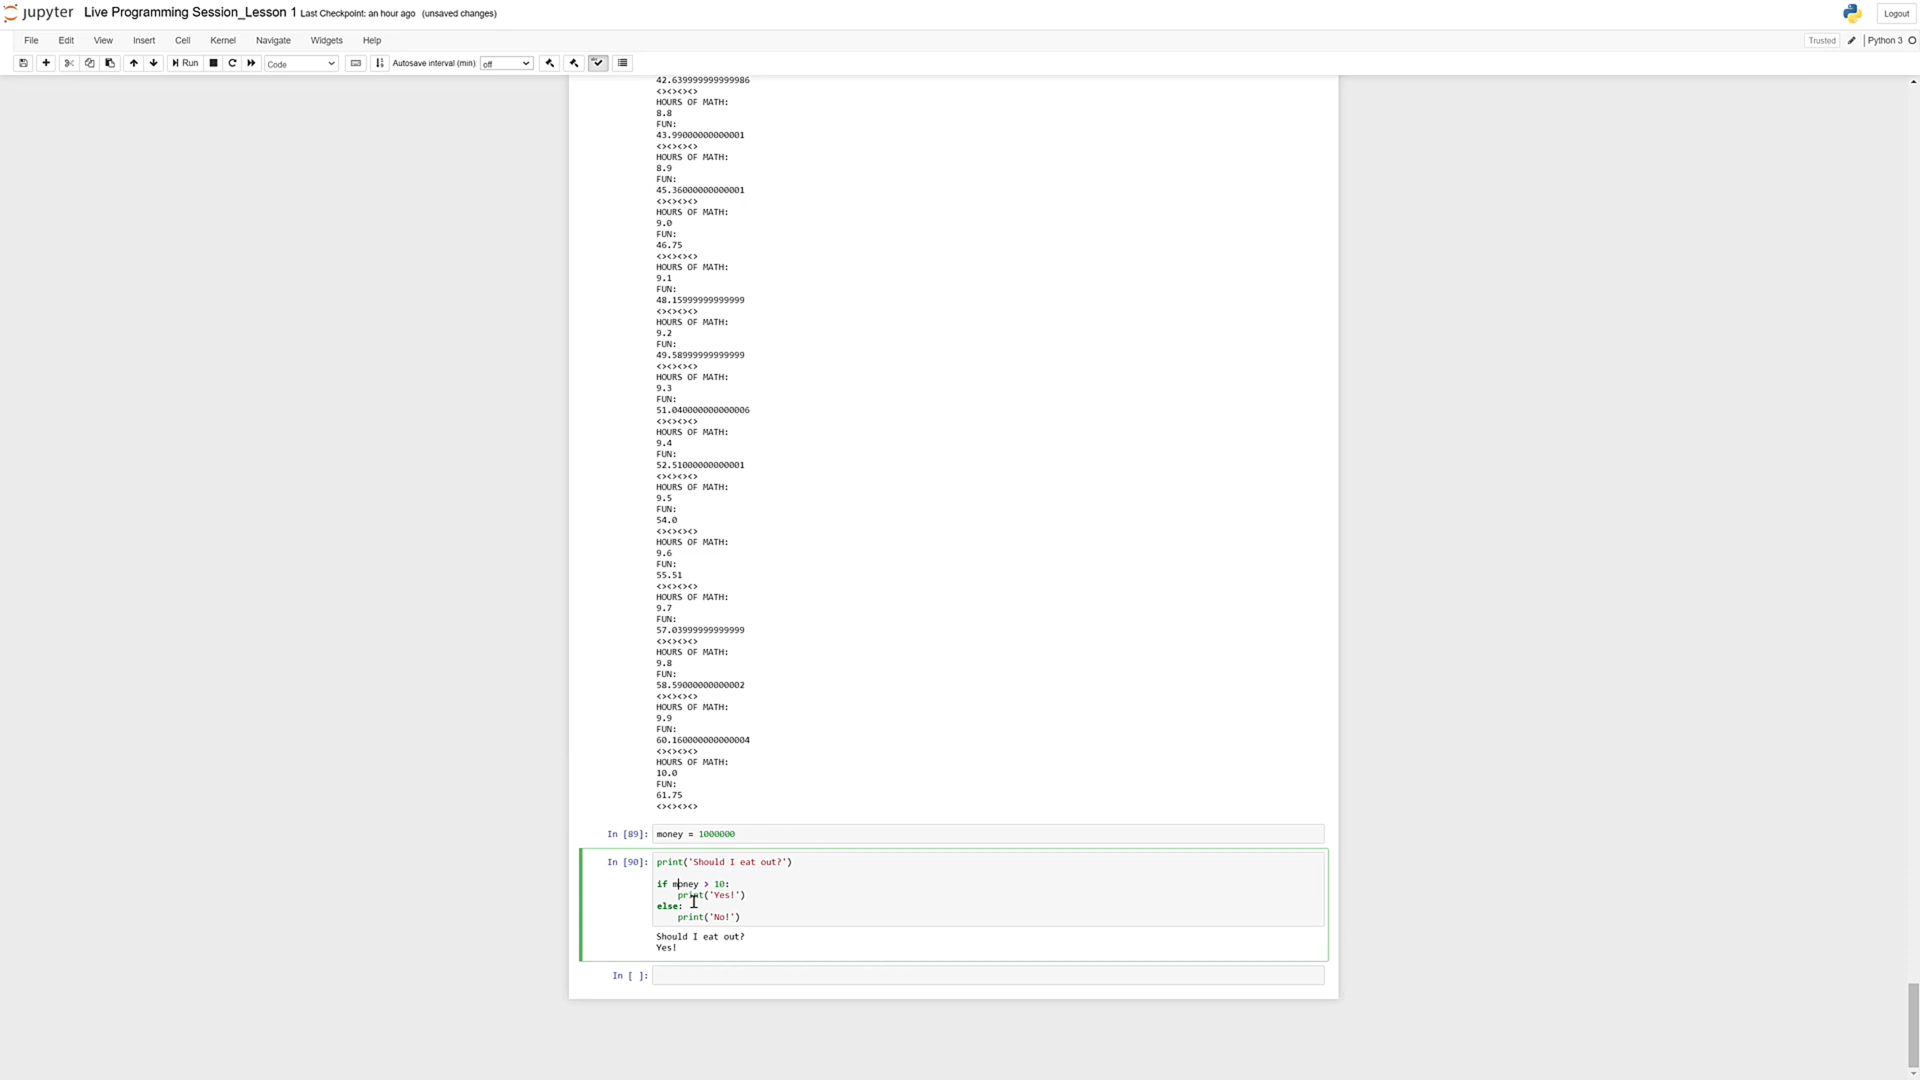 jupyter Live Programming Session_Lesson 1 Last Checkpoint: an hour ago (unsaved changes) Logout
File Edit View Insert Cell Kernel Navigate Widgets Help Trusted Python 3
Run Code Autosave interval (min): off
42.639999999999986
<><><><>
HOURS OF MATH:
8.8
FUN:
43.99000000000001
<><><><>
HOURS OF MATH:
8.9
FUN:
45.36000000000001
<><><><>
HOURS OF MATH:
9.0
FUN:
46.75
<><><><>
HOURS OF MATH:
9.1
FUN:
48.15999999999999
<><><><>
HOURS OF MATH:
9.2
FUN:
49.58999999999999
<><><><>
HOURS OF MATH:
9.3
FUN:
51.040000000000006
<><><><>
HOURS OF MATH:
9.4
FUN:
52.51000000000001
<><><><>
HOURS OF MATH:
9.5
FUN:
54.0
<><><><>
HOURS OF MATH:
9.6
FUN:
55.51
<><><><>
HOURS OF MATH:
9.7
FUN:
57.03999999999999
<><><><>
HOURS OF MATH:
9.8
FUN:
58.59000000000002
<><><><>
HOURS OF MATH:
9.9
FUN:
60.160000000000004
<><><><>
HOURS OF MATH:
10.0
FUN:
61.75
<><><><>
In [89]: money = 1000000
In [90]: print('Should I eat out?')
if money > 10:
print('Yes!')
else:
print('No!')
Should I eat out?
Yes!
In [ ]: